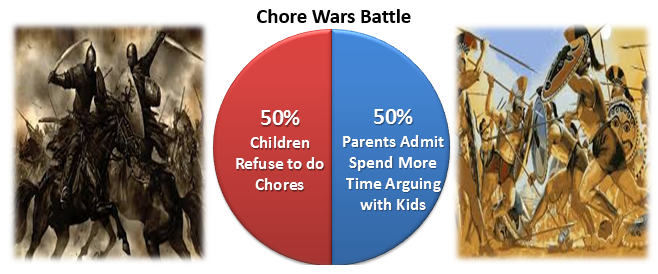 Chore Wars Battle
50%
Children
Refuse to do
Chores
50%
Parents Admit
Spend More
Time Arguing
with Kids